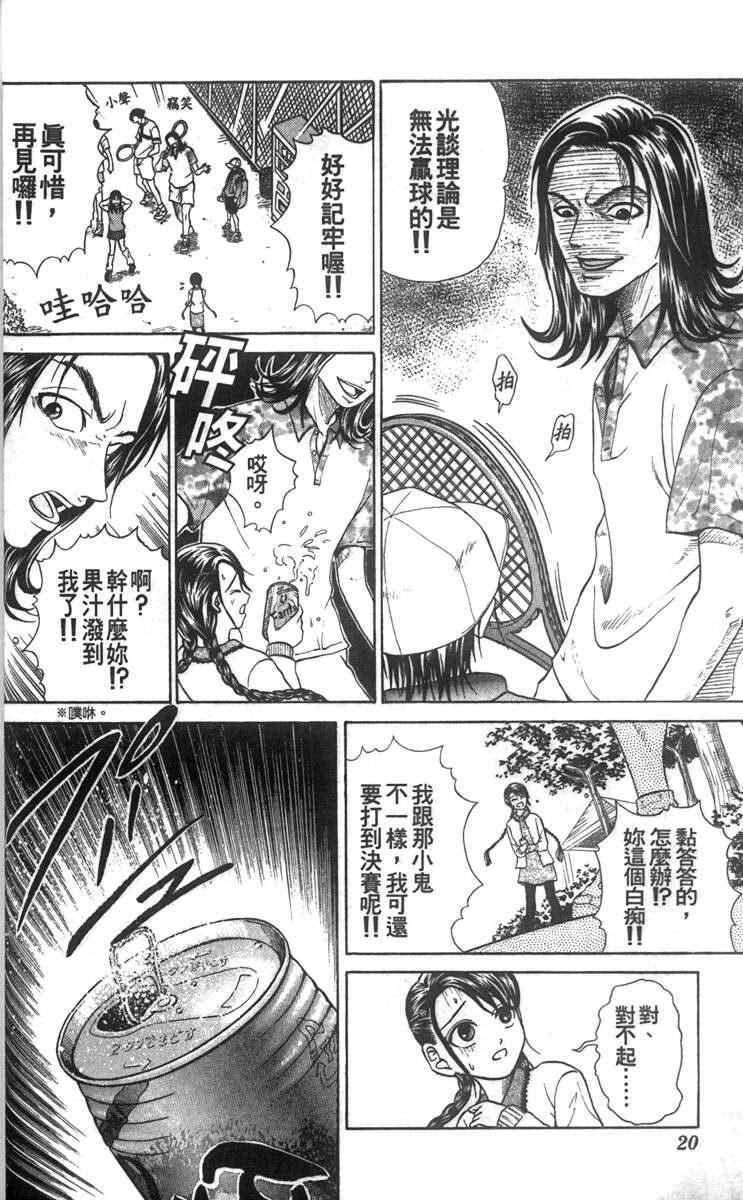 光談理論是
無法贏球的!!
拍
拍
好好記牢喔!!
小聲
竊笑
真可惜，
再見囉!!
哇哈哈
砰咚
哎呀。
啊?
幹什麼妳!?
果汁潑到
我了!!
黏答答的，
怎麼辦!?
妳這個白痴!!
我跟那小鬼
不一樣，我可還
要打到決賽呢!!
對、
對不起……
※噗咻。
20